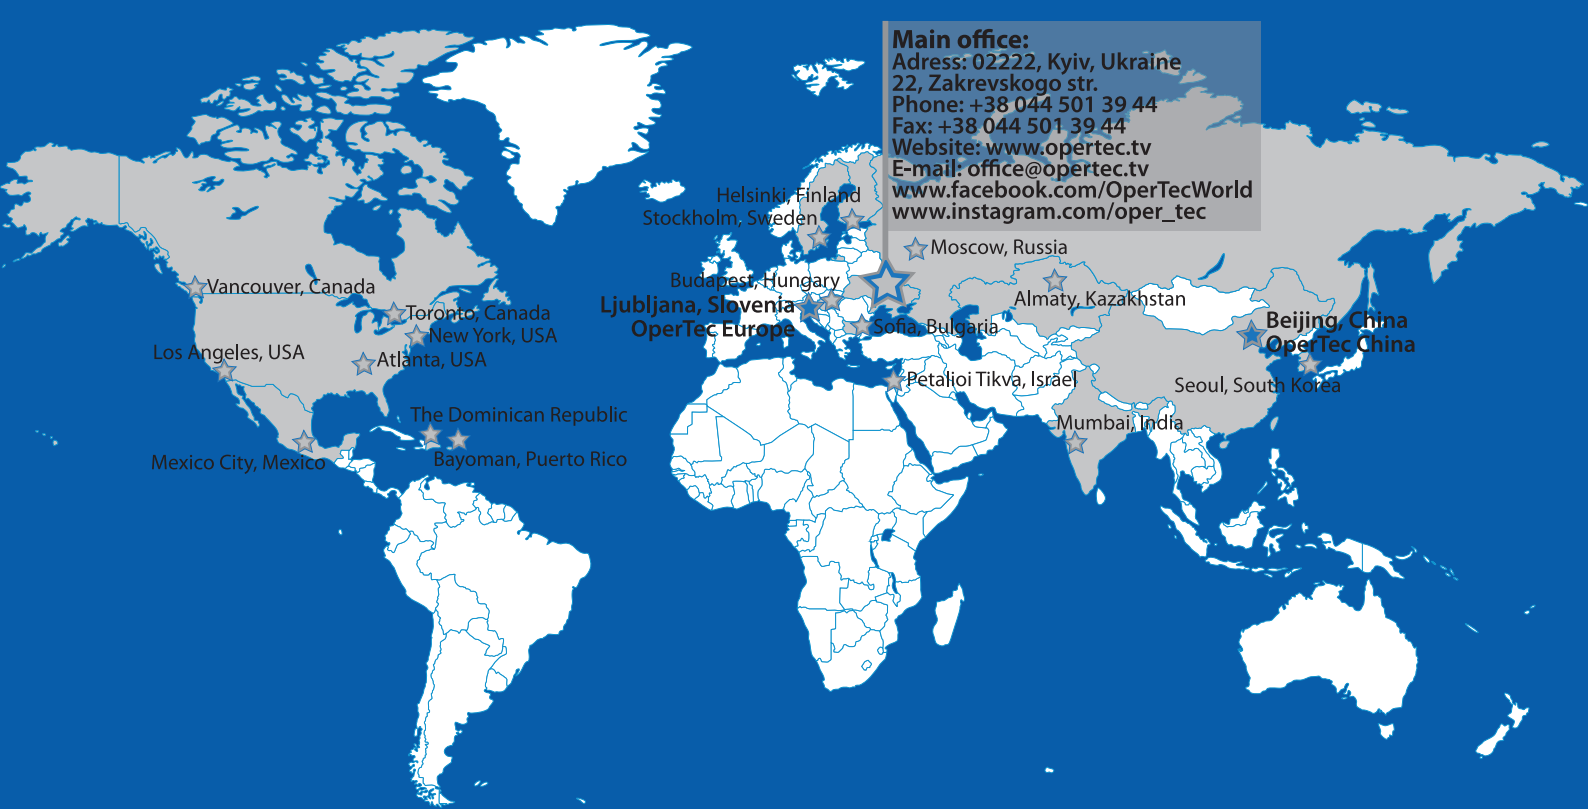 Main office:
Adress: 02222, Kyiv, Ukraine
22, Zakrevskogo str.
Phone: +38 044 501 39 44
Fax: +38 044 501 39 44
Website: www.opertec.tv
E-mail: office@opertec.tv
www.facebook.com/OperTecWorld
www.instagram.com/oper_tec
Helsinki, Finland
Stockholm, Sweden
Moscow, Russia
Budapest, Hungary
Vancouver, Canada
Almaty, Kazakhstan
Ljubljana, Slovenia
OperTec Europe
Toronto, Canada
Sofia, Bulgaria
Beijing, China
OperTec China
New York, USA
Los Angeles, USA
Atlanta, USA
Petalioi Tikva, Israel
Seoul, South Korea
The Dominican Republic
Mumbai, India
Mexico City, Mexico
Bayoman, Puerto Rico